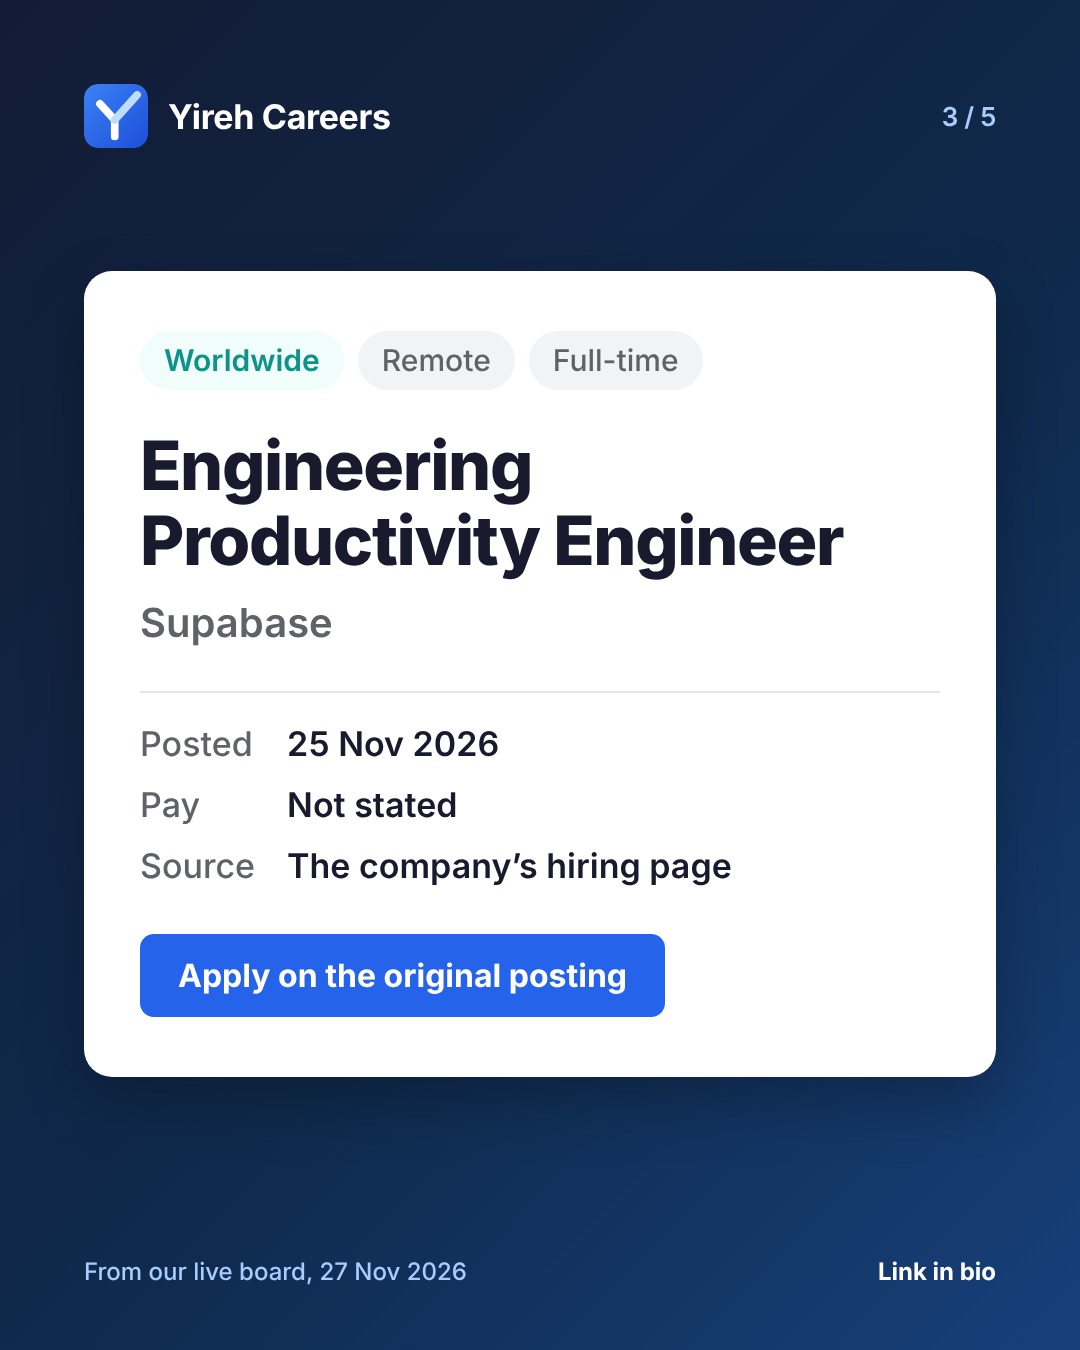 Yireh Careers
3 / 5
Worldwide Remote Full-time
Engineering
Productivity Engineer
Supabase
Posted 25 Nov 2026
Pay Not stated
Source The company’s hiring page
Apply on the original posting
From our live board, 27 Nov 2026
Link in bio